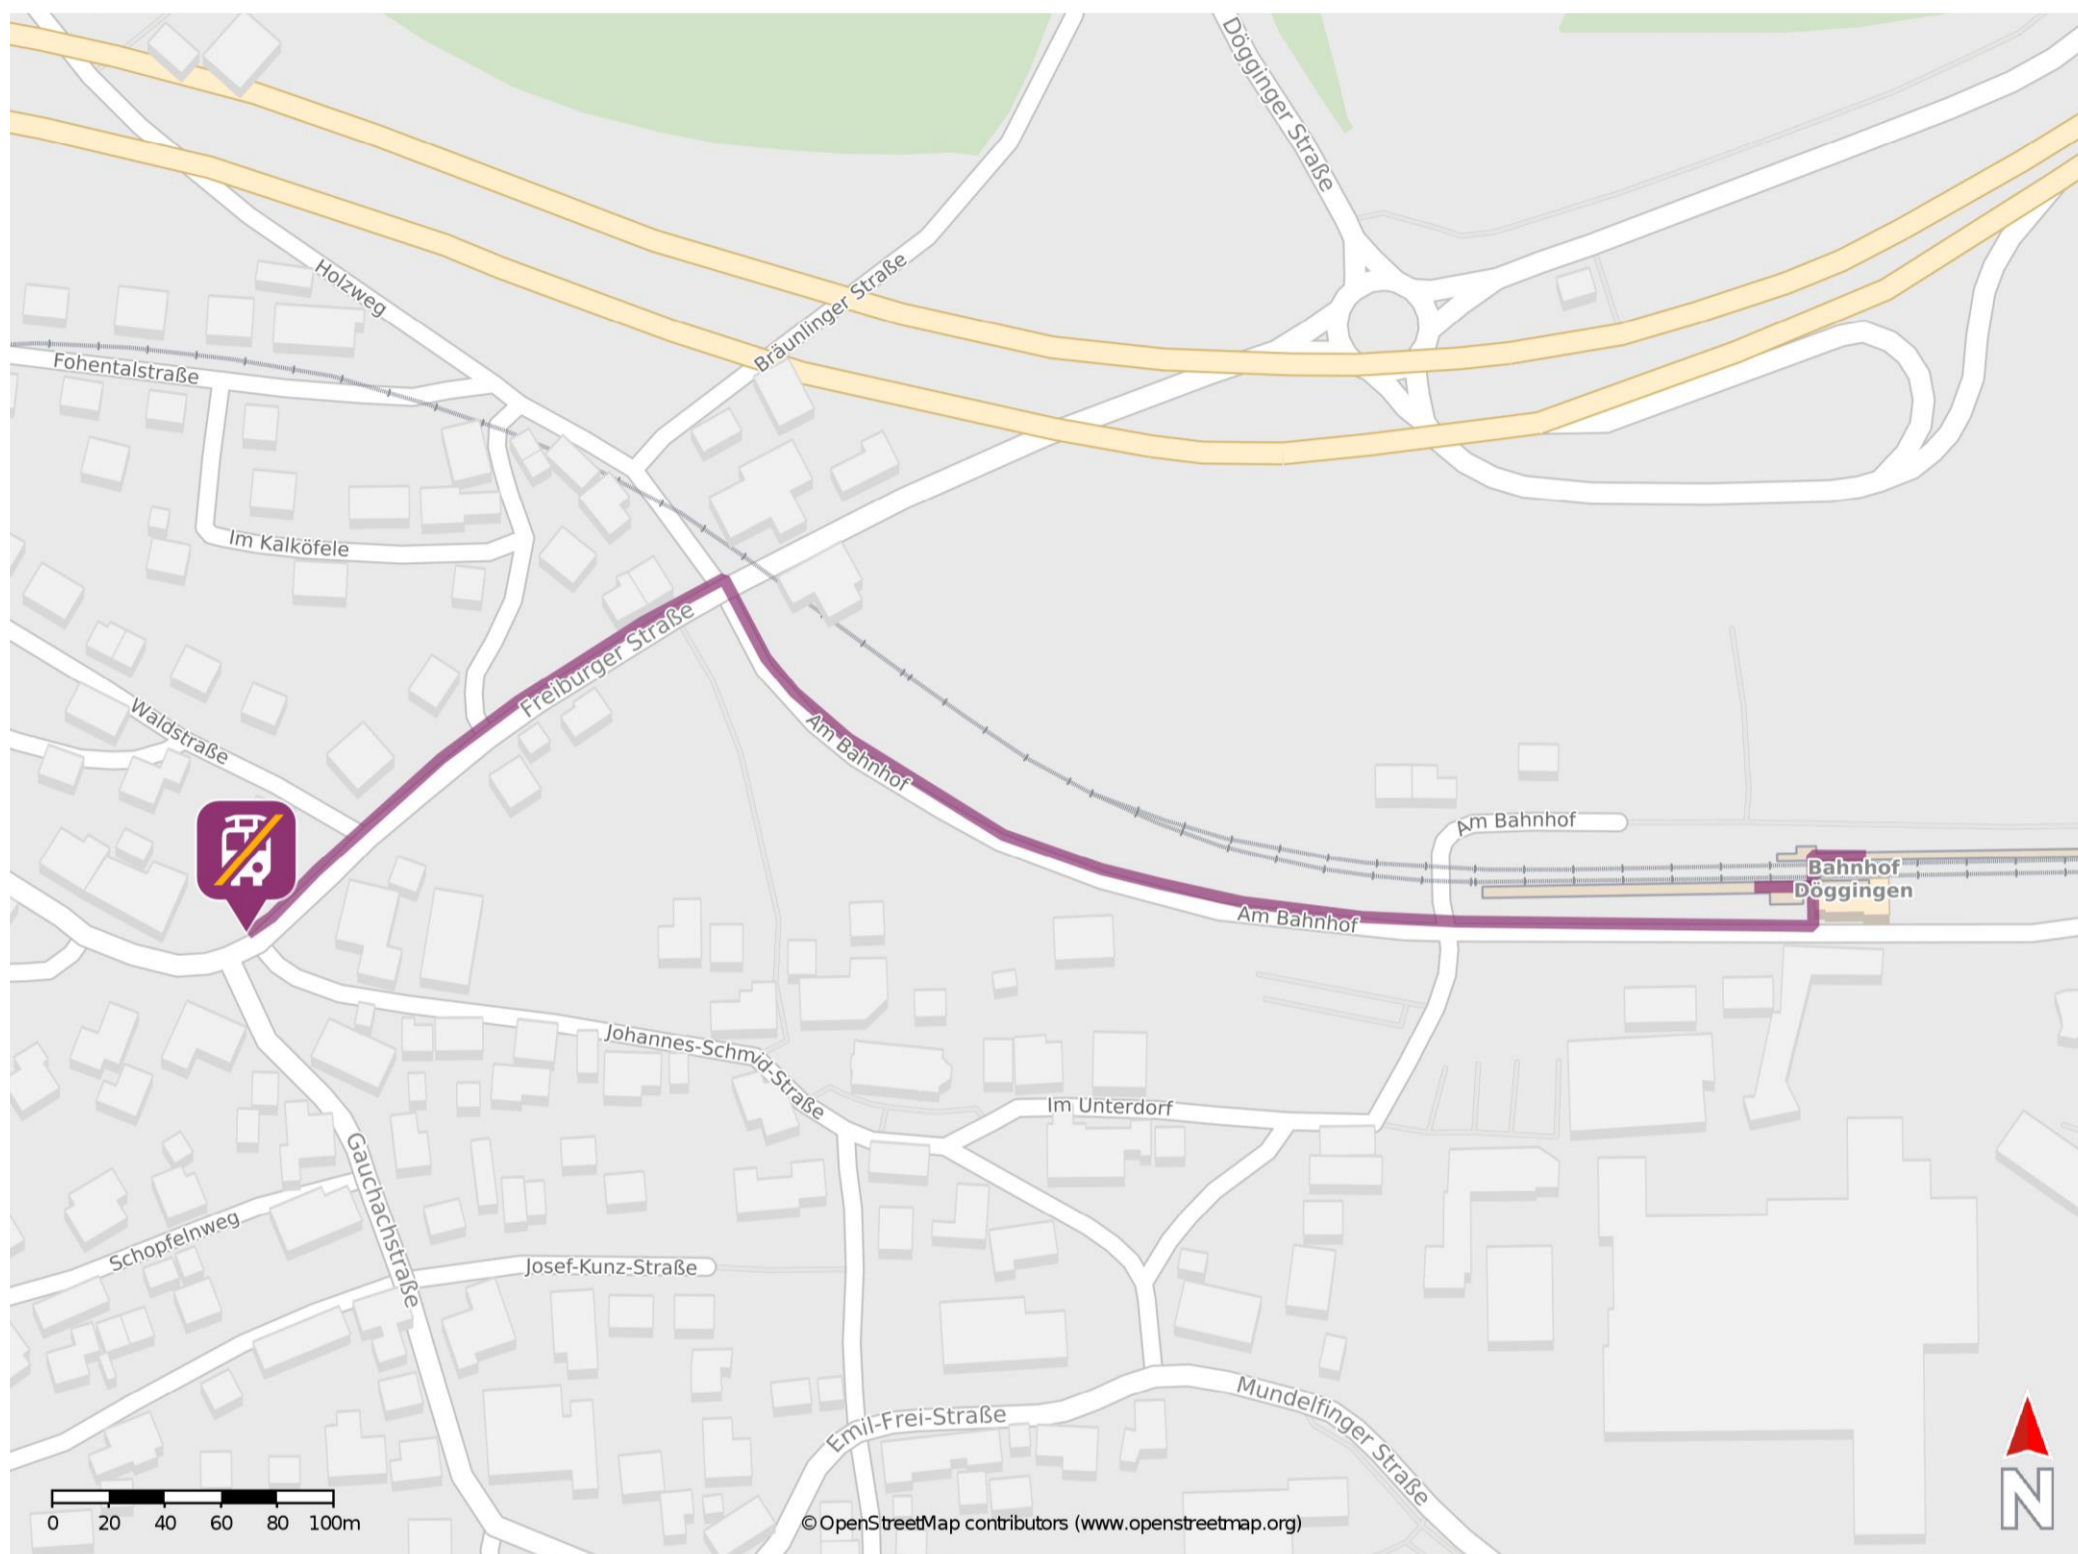 Dögginger Straße
Holzweg
Bräunlinger Straße
Fohentalstraße
Im Kalköfele
Freiburger Straße
Waldstraße
Am Bahnhof
Am Bahnhof
Bahnhof
Döggingen
Am Bahnhof
Johannes-Schmid-Straße
Im Unterdorf
Gauchachstraße
Schopfelnweg
Josef-Kunz-Straße
Mundelfinger Straße
Emil-Frei-Straße
N
0 20 40 60 80 100m
© OpenStreetMap contributors (www.openstreetmap.org)